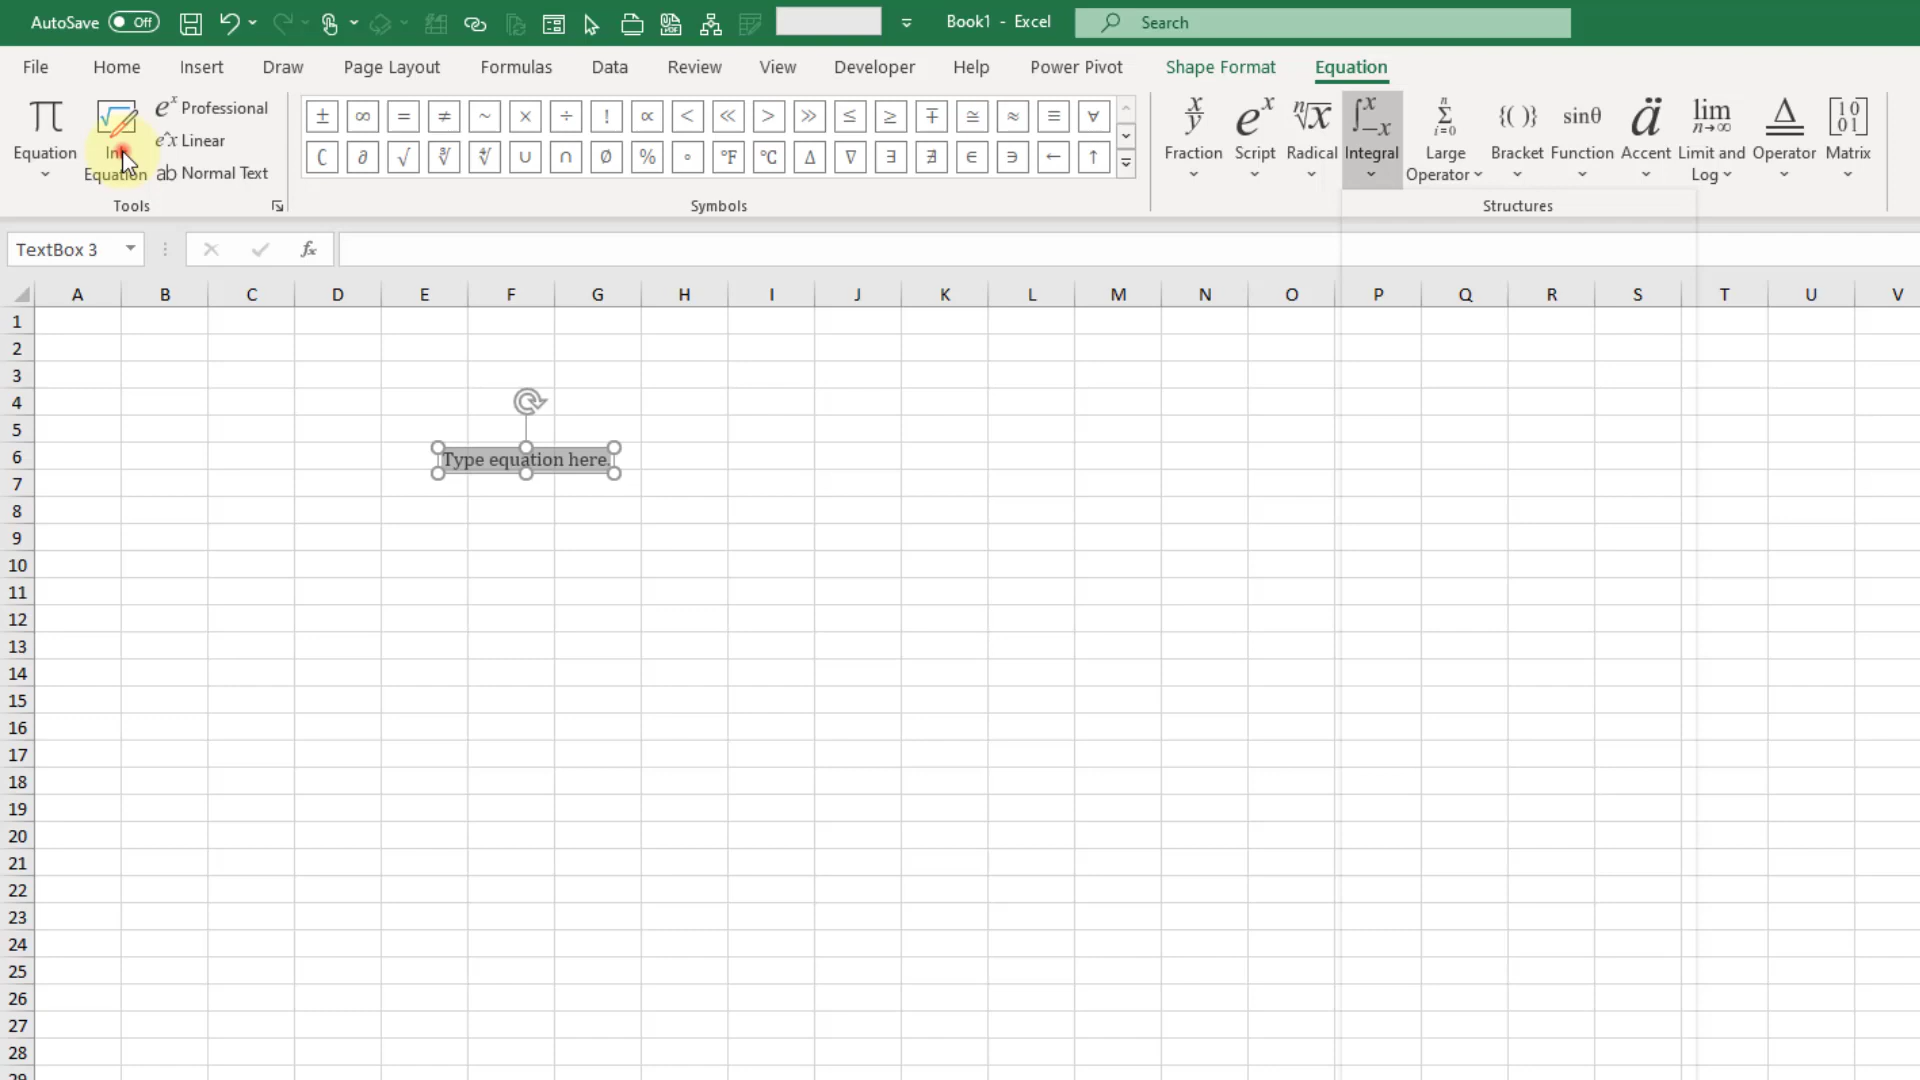 AutoSave Off Book1 - Excel Search
File Home Insert Draw Page Layout Formulas Data Review View Developer Help Power Pivot Shape Format Equation
Equation
Equation
Professional
Linear
ab Normal Text
Tools
± ∞ = ≠ ~ × ÷ ! ∝ < ≪ > ≫ ≤ ≥ ∓ ≅ ≈ ≡ ∀
∁ ∂ √ ∛ ∜ ∪ ∩ ∅ % ° °F °C ∆ ∇ ∃ ∄ ∈ ∋ ← ↑
Symbols
Fraction Script Radical Integral Large Operator Bracket Function Accent Limit and Log Operator Matrix
Structures
TextBox 3 fx
A B C D E F G H I J K L M N O P Q R S T U V
1
2
3
4
5
6 Type equation here.
7
8
9
10
11
12
13
14
15
16
17
18
19
20
21
22
23
24
25
26
27
28
29